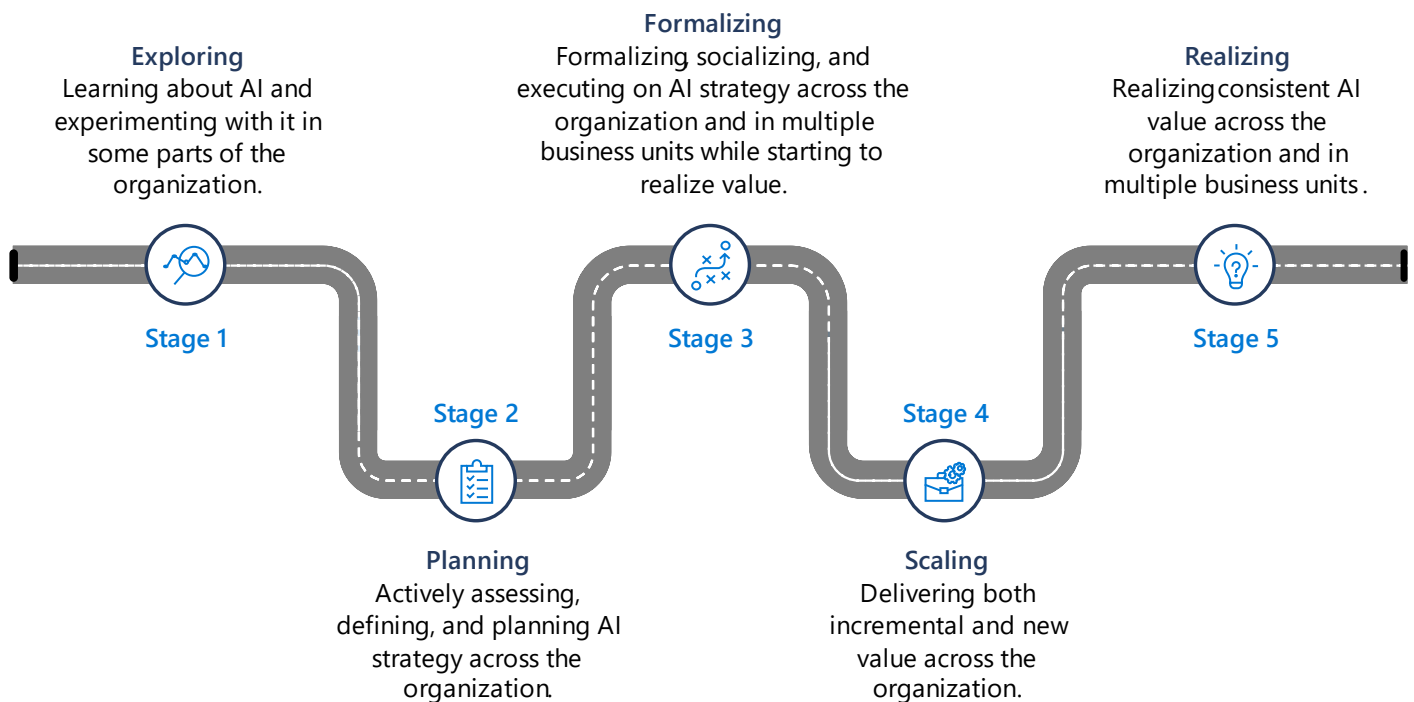 Exploring
Learning about AI and
experimenting with it in
some parts of the
organization.
Stage 1
Stage 2
Planning
Actively assessing,
defining, and planning AI
strategy across the
organization.
Formalizing
Formalizing, socializing, and
executing on AI strategy across the
organization and in multiple
business units while starting to
realize value.
Stage 3
Stage 4
Scaling
Delivering both
incremental and new
value across the
organization.
Realizing
Realizing consistent AI
value across the
organization and in
multiple business units.
Stage 5